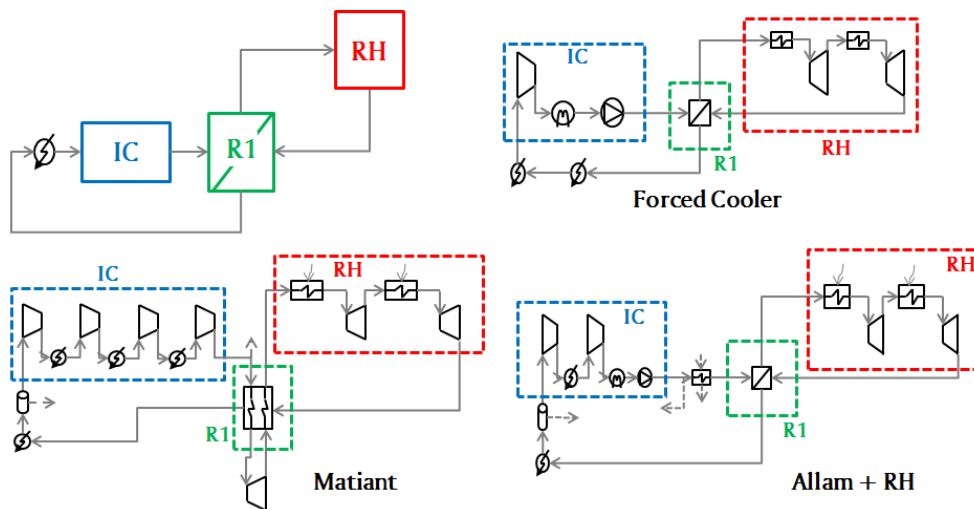 RH
IC
R1
IC
RH
R1
Forced Cooler
IC
RH
R1
Matiant
RH
IC
R1
Allam + RH